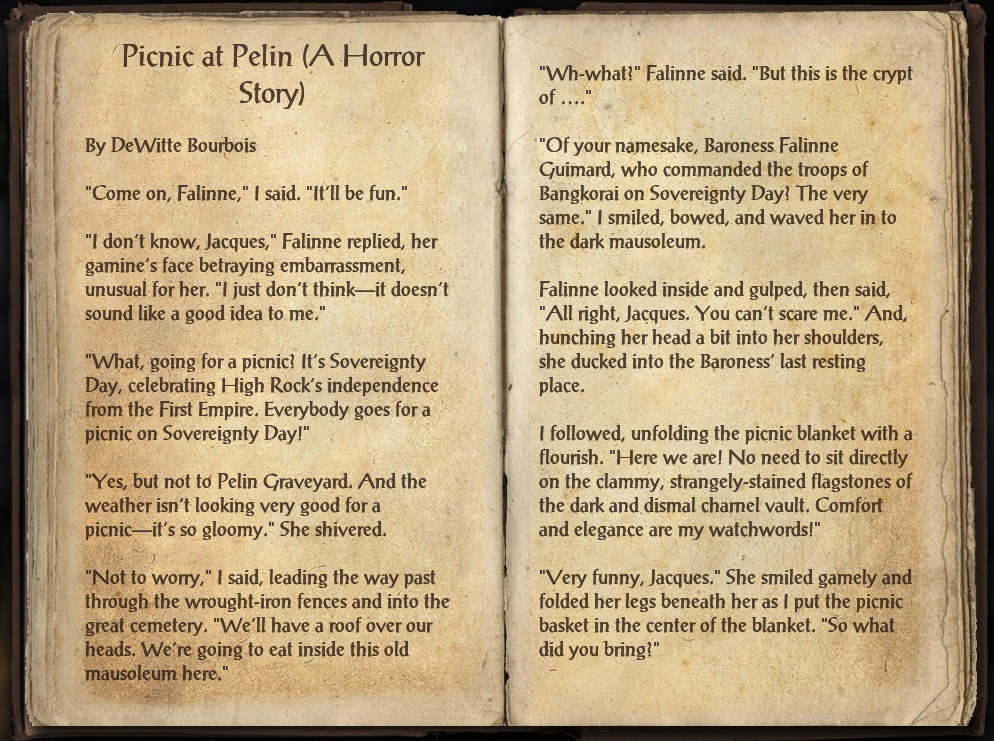 Picnic at Pelin (A Horror
Story)
By DeWitte Bourbois
"Come on, Falinne," I said. "It'll be fun."
"I don't know, Jacques," Falinne replied, her
gamine's face betraying embarrassment,
unusual for her. "I just don't think—it doesn't
sound like a good idea to me."
"What, going for a picnic? It's Sovereignty
Day, celebrating High Rock's independence
from the First Empire. Everybody goes for a
picnic on Sovereignty Day!"
"Yes, but not to Pelin Graveyard. And the
weather isn't looking very good for a
picnic—it's so gloomy." She shivered.
"Not to worry," I said, leading the way past
through the wrought-iron fences and into the
great cemetery. "We'll have a roof over our
heads. We're going to eat inside this old
mausoleum here."
"Wh-what?" Falinne said. "But this is the crypt
of …."
"Of your namesake, Baroness Falinne
Guimard, who commanded the troops of
Bangkorai on Sovereignty Day? The very
same." I smiled, bowed, and waved her in to
the dark mausoleum.
Falinne looked inside and gulped, then said,
"All right, Jacques. You can't scare me." And,
hunching her head a bit into her shoulders,
she ducked into the Baroness' last resting
place.
I followed, unfolding the picnic blanket with a
flourish. "Here we are! No need to sit directly
on the clammy, strangely-stained flagstones of
the dark and dismal charnel vault. Comfort
and elegance are my watchwords!"
"Very funny, Jacques." She smiled gamely and
folded her legs beneath her as I put the picnic
basket in the center of the blanket. "So what
did you bring?"